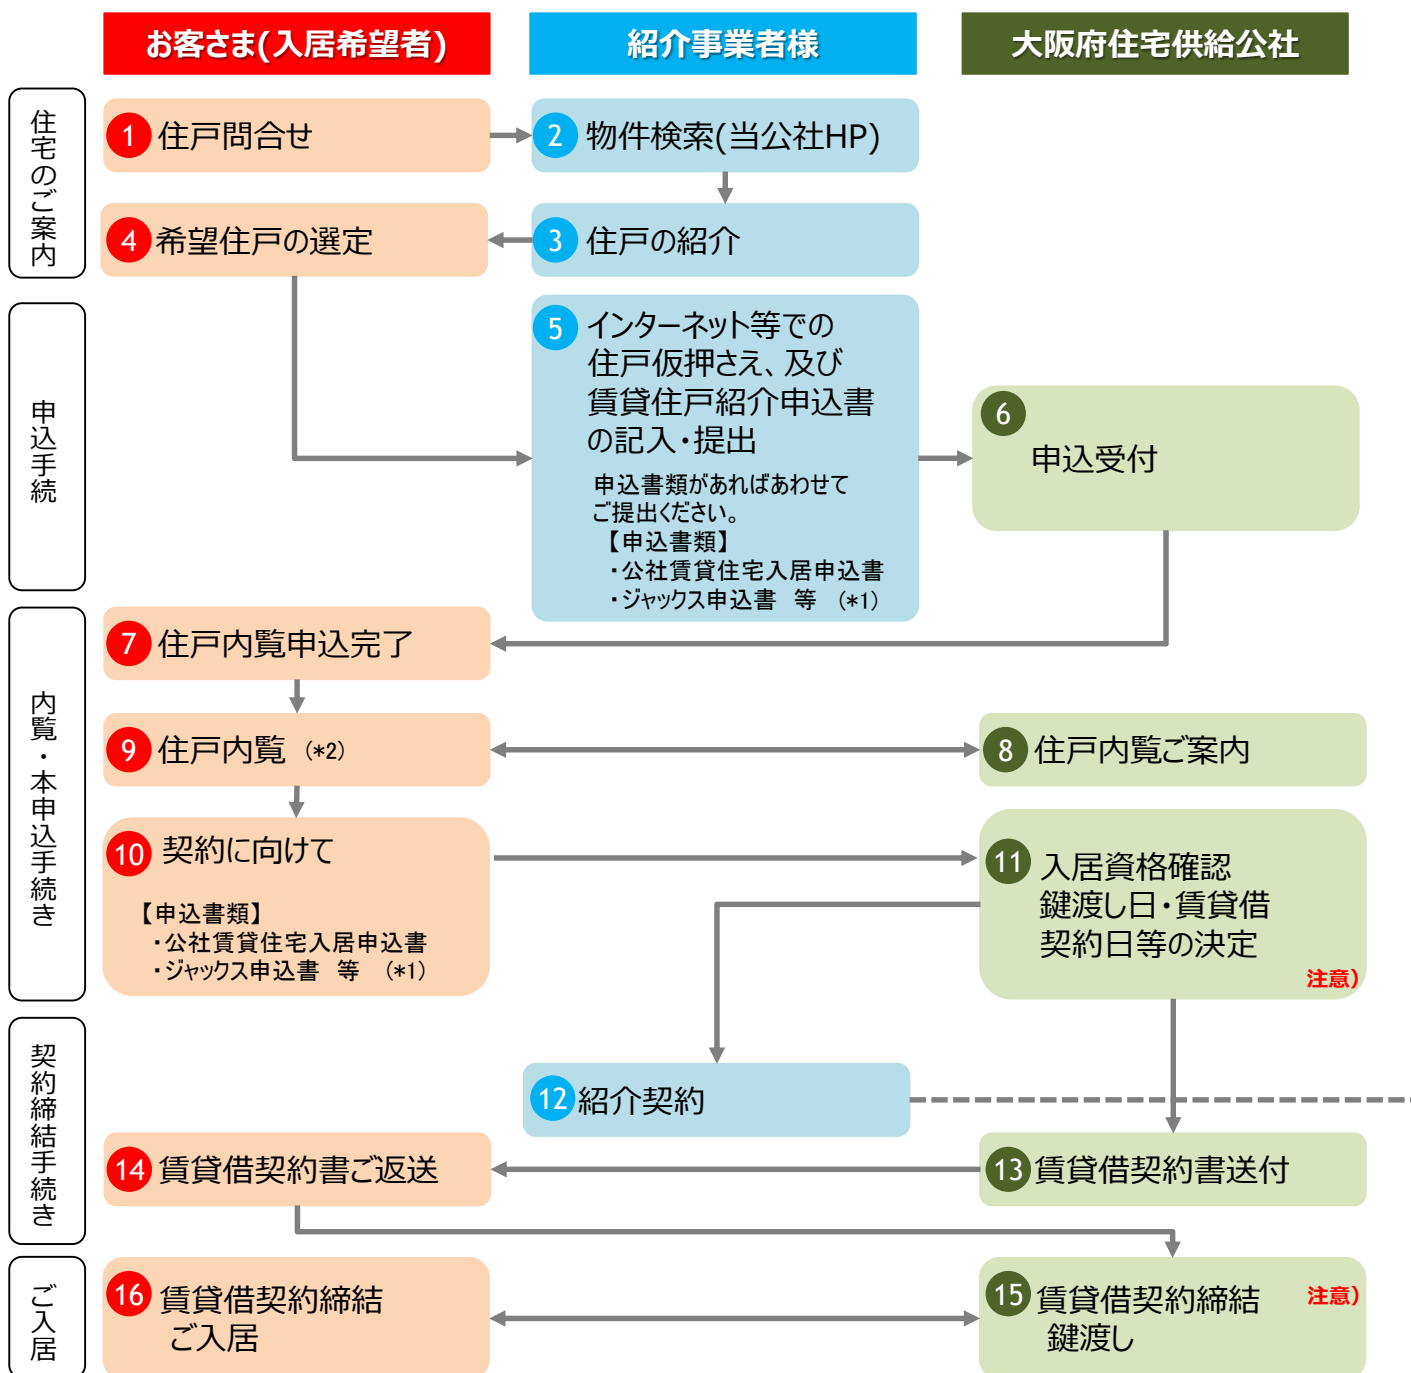 お客さま(入居希望者)
紹介事業者様
大阪府住宅供給公社
住宅のご案内
1 住戸問合せ
2 物件検索(当公社HP)
4 希望住戸の選定
3 住戸の紹介
申込手続
5 インターネット等での
住戸仮押さえ、及び
賃貸住戸紹介申込書
の記入・提出
申込書類があればあわせて
ご提出ください。
【申込書類】
・公社賃貸住宅入居申込書
・ジャックス申込書 等 (*1)
6
申込受付
内覧・本申込手続き
7 住戸内覧申込完了
9 住戸内覧 (*2)
8 住戸内覧ご案内
10 契約に向けて
【申込書類】
・公社賃貸住宅入居申込書
・ジャックス申込書 等 (*1)
11 入居資格確認
鍵渡し日・賃貸借
契約日等の決定
注意)
契約締結手続き
12 紹介契約
14 賃貸借契約書ご返送
13 賃貸借契約書送付
ご入居
16 賃貸借契約締結
ご入居
15 賃貸借契約締結
鍵渡し
注意)